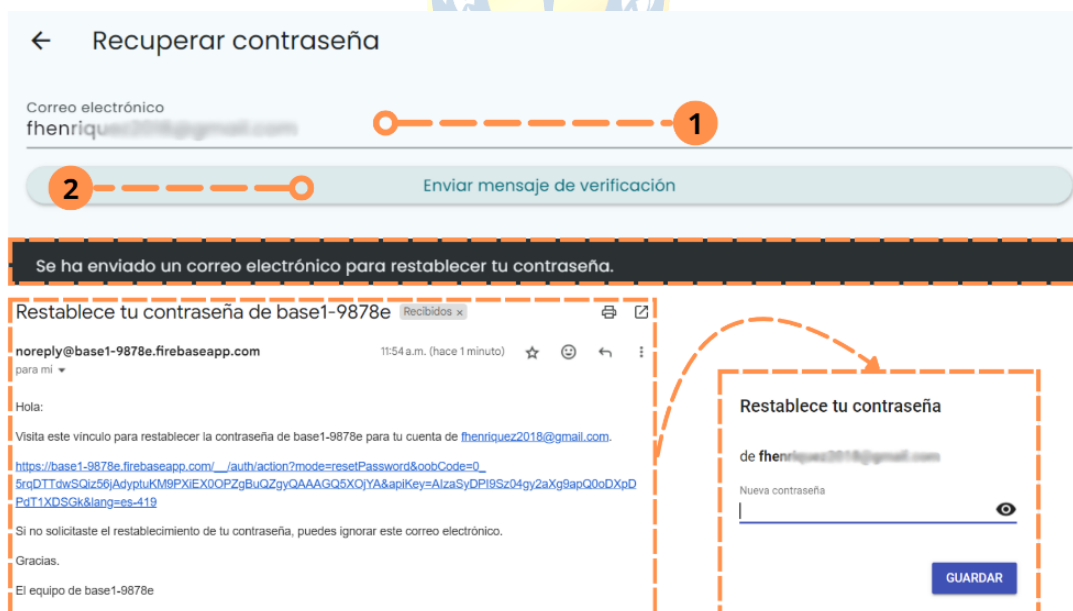 Recuperar contraseña
Correo electrónico
fhenriqu
1
2
Enviar mensaje de verificación
Se ha enviado un correo electrónico para restablecer tu contraseña.
Restablece tu contraseña de base1-9878e Recibidos x
noreply@base1-9878e.firebaseapp.com 11:54 a.m. (hace 1 minuto)
para mí
Hola:
Visita este vínculo para restablecer la contraseña de base1-9878e para tu cuenta de fhenriquez2018@gmail.com.
https://base1-9878e.firebaseapp.com/__/auth/action?mode=resetPassword&oobCode=0_
5rqDTTdwSQiz56jAdyptuKM9PXiEX0OPZgBuQZgyQAAAGQ5XOjYA&apiKey=AIzaSyDPI9Sz04gy2aXg9apQ0oDXpD
PdT1XDSGk&lang=es-419
Si no solicitaste el restablecimiento de tu contraseña, puedes ignorar este correo electrónico.
Gracias.
El equipo de base1-9878e
Restablece tu contraseña
de fhen
Nueva contraseña
GUARDAR